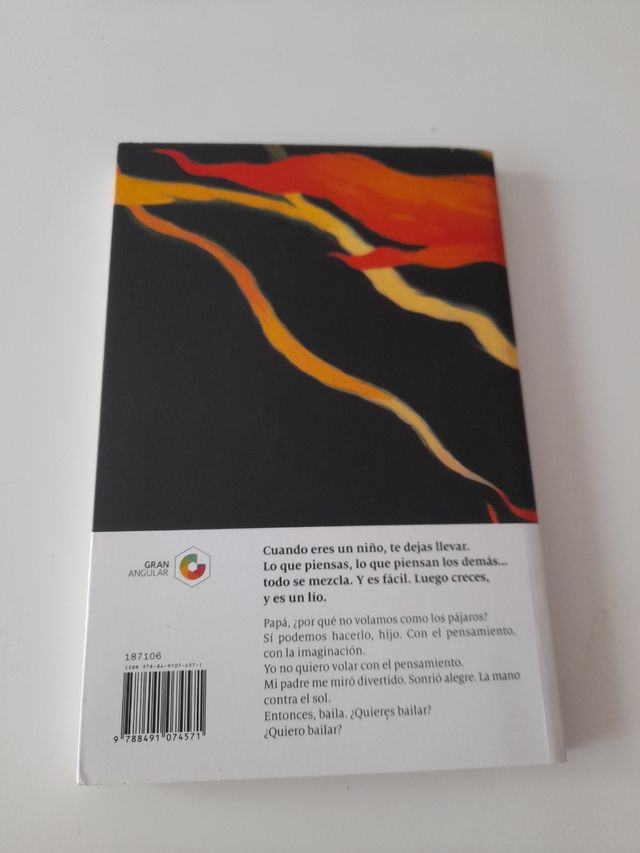 Cuando eres un niño, te dejas llevar.
Lo que piensas, lo que piensan los demás...
todo se mezcla. Y es fácil. Luego creces,
y es un lío.
GRAN
ANGULAR
Papá, ¿por qué no volamos como los pájaros?
Sí podemos hacerlo, hijo. Con el pensamiento,
con la imaginación.
Yo no quiero volar con el pensamiento.
Mi padre me miró divertido. Sonrió alegre. La mano
contra el sol.
Entonces, baila. ¿Quieres bailar?
¿Quiero bailar?
187106
ISBN 978-84-9107-457-1
9 788491 074571